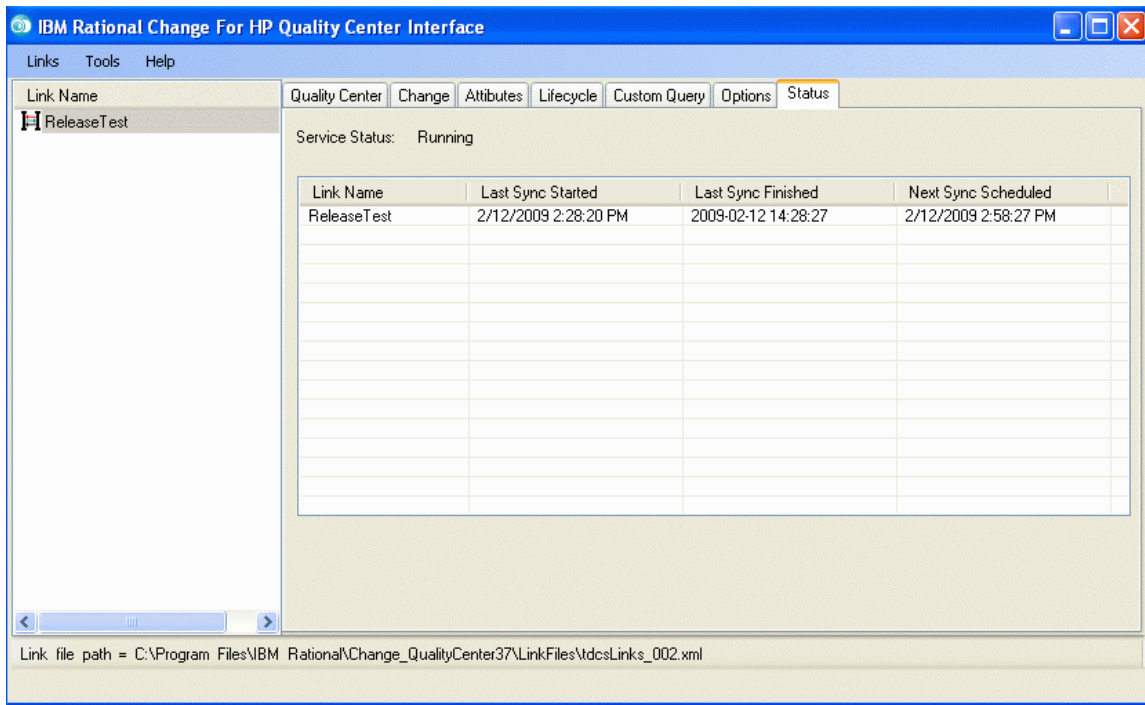 IBM Rational Change For HP Quality Center Interface
Links Tools Help
Link Name
ReleaseTest
Quality Center Change Attibutes Lifecycle Custom Query Options Status
Service Status: Running
Link Name Last Sync Started Last Sync Finished Next Sync Scheduled
ReleaseTest 2/12/2009 2:28:20 PM 2009-02-12 14:28:27 2/12/2009 2:58:27 PM
Link file path = C:\Program Files\IBM Rational\Change_QualityCenter37\LinkFiles\tdcsLinks_002.xml